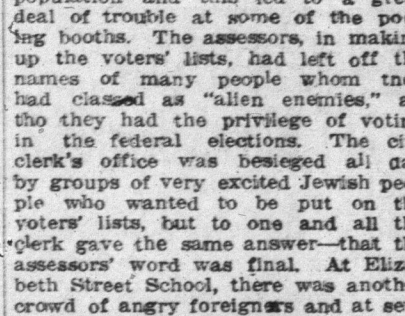 deal of trouble at some of the po
ing booths. The assessors, in makin
up the voters' lists, had left off th
names of many people whom the
had classed as "alien enemies," a
tho they had the privilege of votin
in the federal elections. The ci
clerk's office was besieged all da
by groups of very excited Jewish peo
ple who wanted to be put on th
voters' lists, but to one and all th
clerk gave the same answer—that th
assessors' word was final. At Eliza
beth Street School, there was anoth
crowd of angry foreigners and at se